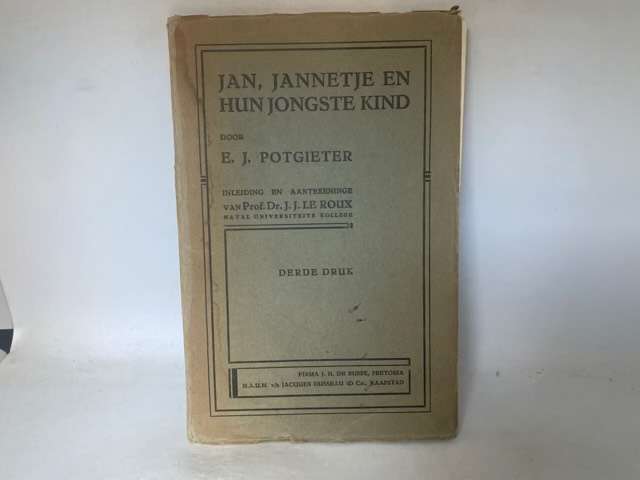 JAN, JANNETJE EN
HUN JONGSTE KIND
DOOR
E. J. POTGIETER
INLEIDING EN AANTEKENINGE
VAN Prof. Dr. J. J. LE ROUX
NATAL UNIVERSITEITS KOLLEGE
DERDE DRUK
FIRMA J. H. DE BUSSY, PRETORIA
H.A.U.M. v/h JACQUES DUSSEAU & Co., KAAPSTAD